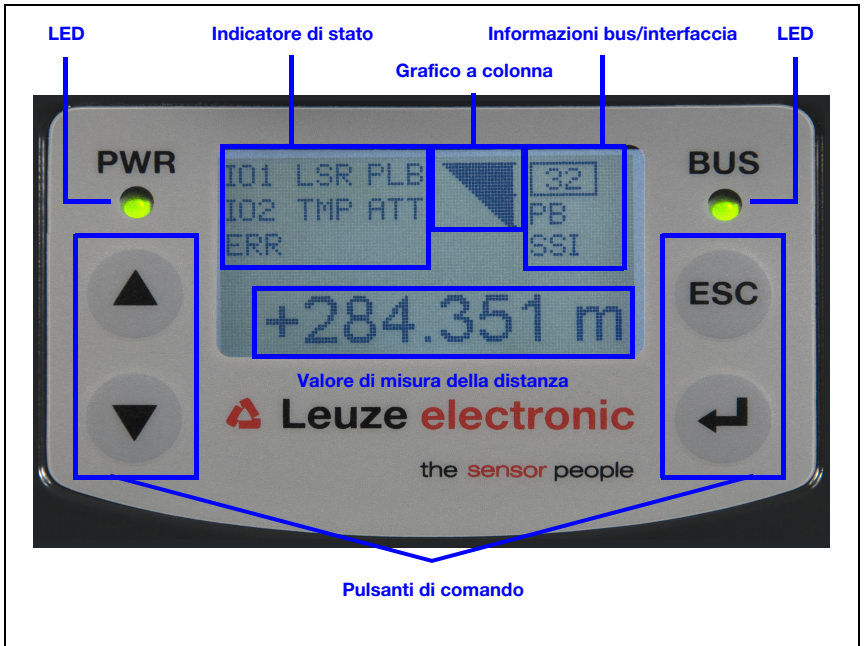 LED
Indicatore di stato
Informazioni bus/interfaccia
LED
Grafico a colonna
PWR
BUS
IO1 LSR PLB
IO2 TMP ATT
ERR
32
PB
SSI
ESC
+284.351 m
Valore di misura della distanza
Leuze electronic
the sensor people
Pulsanti di comando